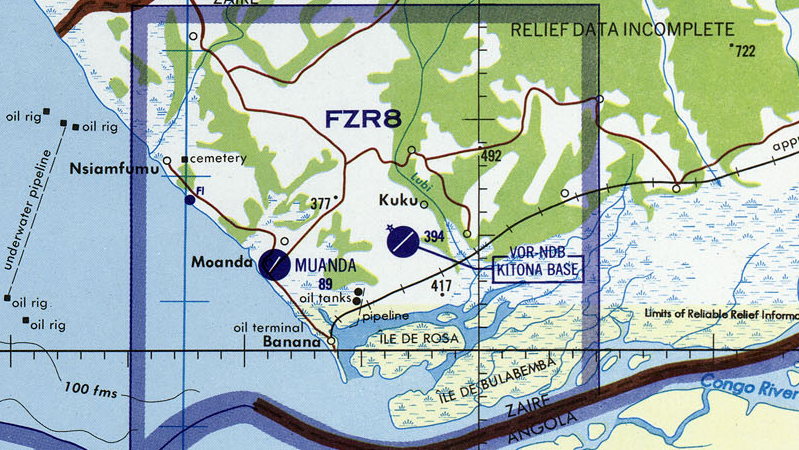 ZAIRE
RELIEF DATA INCOMPLETE
722
oil rig
oil rig
FZR8
underwater pipeline
Nsiamfumu
cemetery
492
app
Fl
377
Lubi
Kuku
394
Moanda
MUANDA
89
VOR-NDB
KITONA BASE
oil tanks
417
oil rig
oil rig
pipeline
Limits of Reliable Relief Informa
oil terminal
Banana
ÎLE DE ROSA
100 fms
ÎLE DE BULABEMBA
Congo River
ZAIRE
ANGOLA